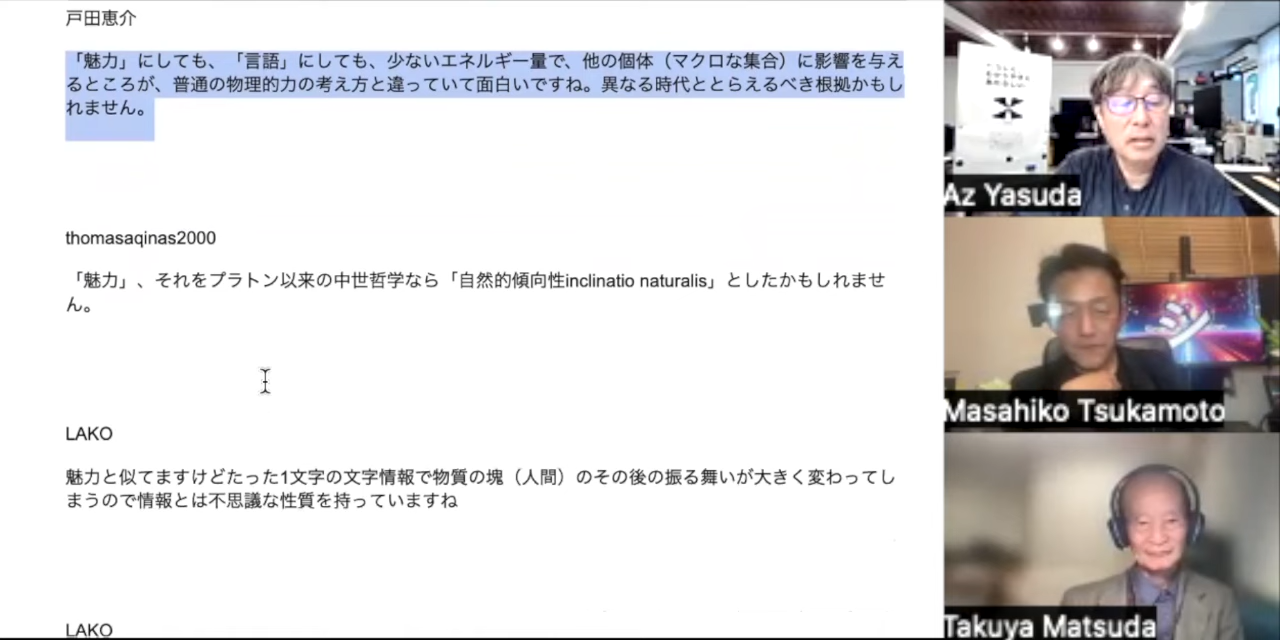 戸田恵介
「魅力」にしても、「言語」にしても、少ないエネルギー量で、他の個体（マクロな集合）に影響を与え
るところが、普通の物理的力の考え方と違っていて面白いですね。異なる時代ととらえるべき根拠かもし
れません。
thomasaqinas2000
「魅力」、それをプラトン以来の中世哲学なら「自然的傾向性inclinatio naturalis」としたかもしれませ
ん。
LAKO
魅力と似てますけどたった1文字の文字情報で物質の塊（人間）のその後の振る舞いが大きく変わってし
まうので情報とは不思議な性質を持っていますね
LAKO
Az Yasuda
Masahiko Tsukamoto
Takuya Matsuda